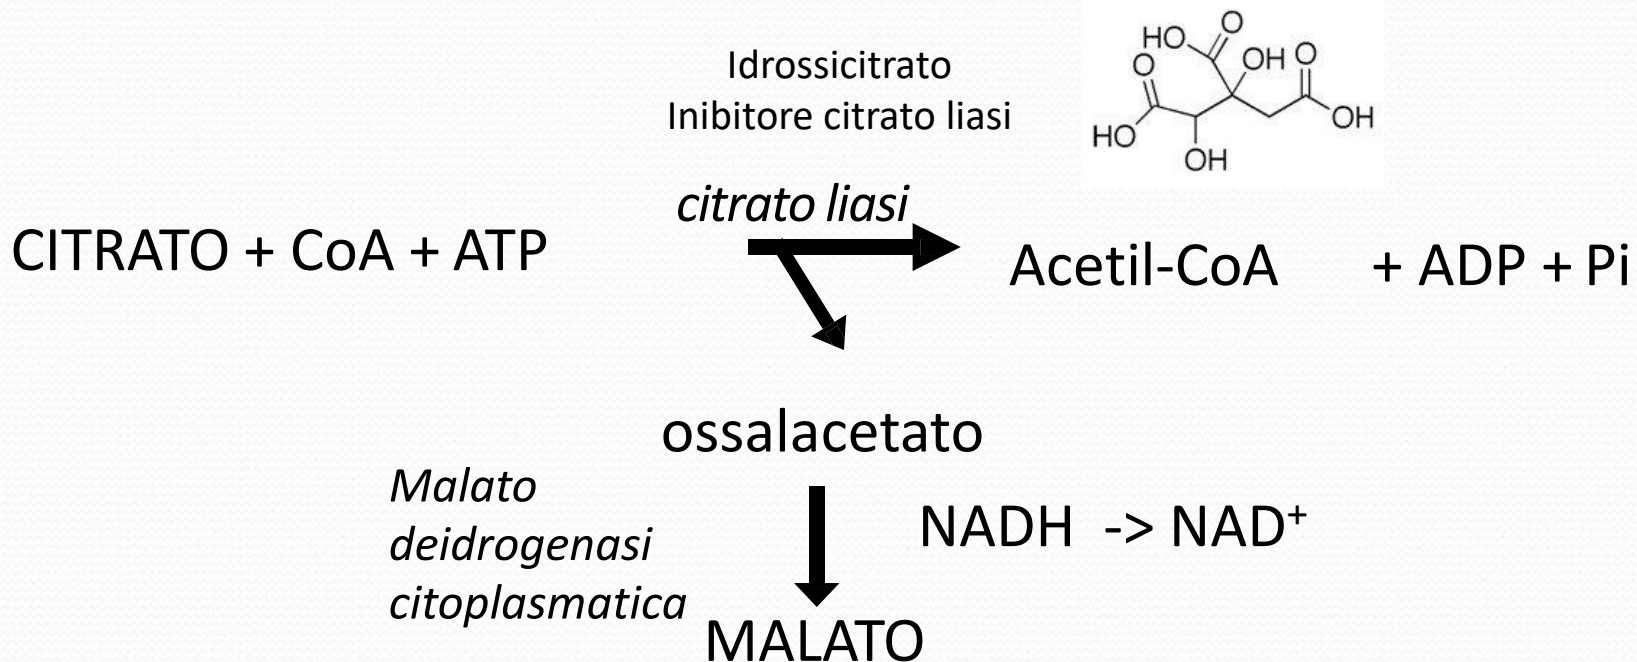 Idrossicitrato
Inibitore citrato liasi
O
HO
OH
O
O
HO
OH
OH
citrato liasi
CITRATO + CoA + ATP
Acetil-CoA + ADP + Pi
ossalacetato
Malato
deidrogenasi
citoplasmatica
NADH -> NAD⁺
MALATO